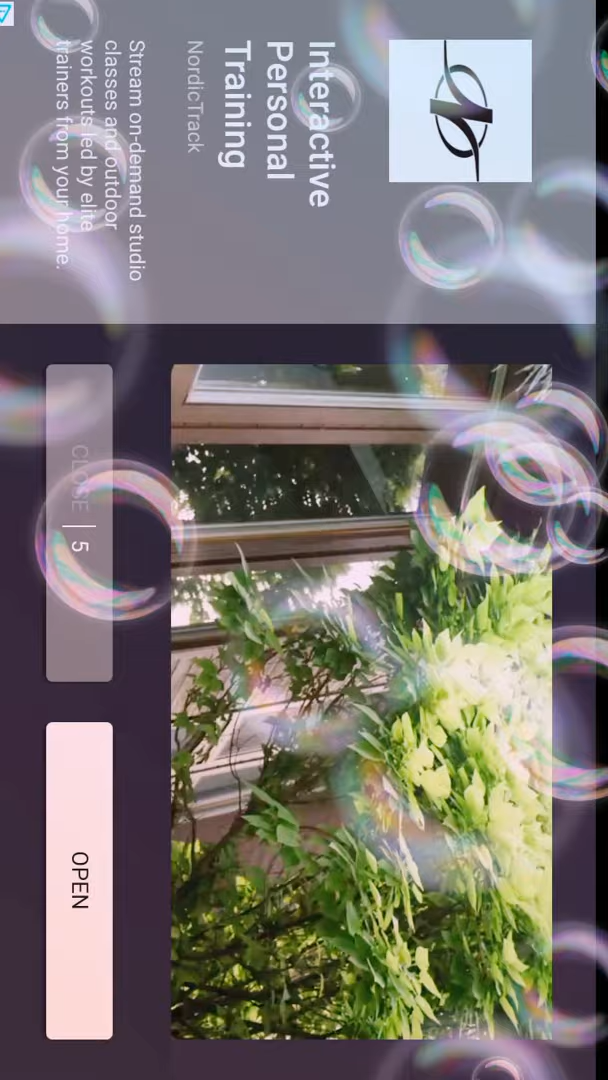 Interactive
Personal
Training
NordicTrack
Stream on-demand studio
classes and outdoor
workouts led by elite
trainers from your home.
CLOSE | 5
OPEN